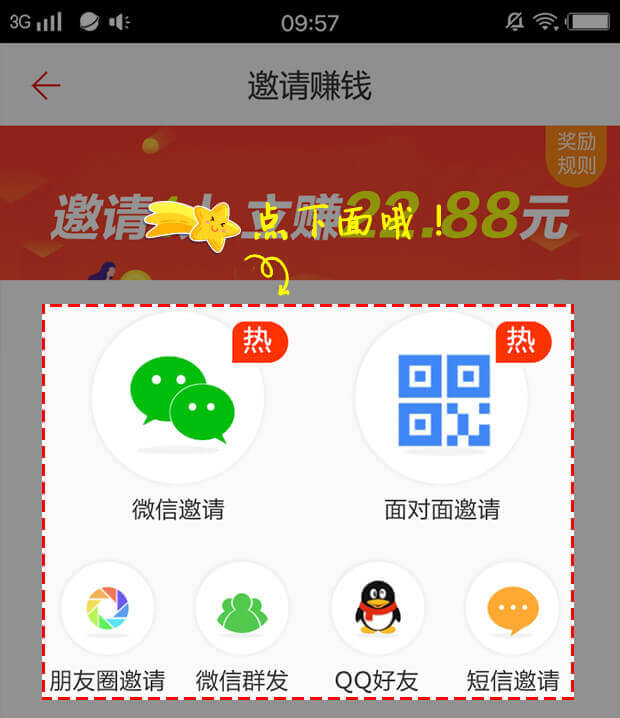 3G 09:57
邀请赚钱
奖励
规则
邀请1人 立赚22.88元
点下面哦！
热 热
微信邀请 面对面邀请
朋友圈邀请 微信群发 QQ好友 短信邀请